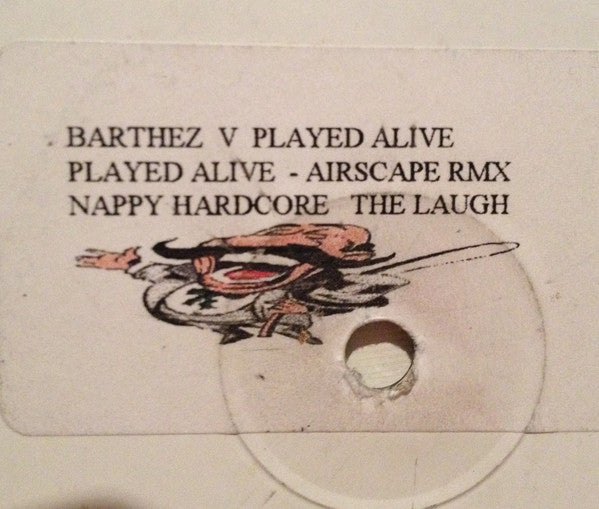 BARTHEZ V PLAYED ALIVE
PLAYED ALIVE - AIRSCAPE RMX
NAPPY HARDCORE THE LAUGH